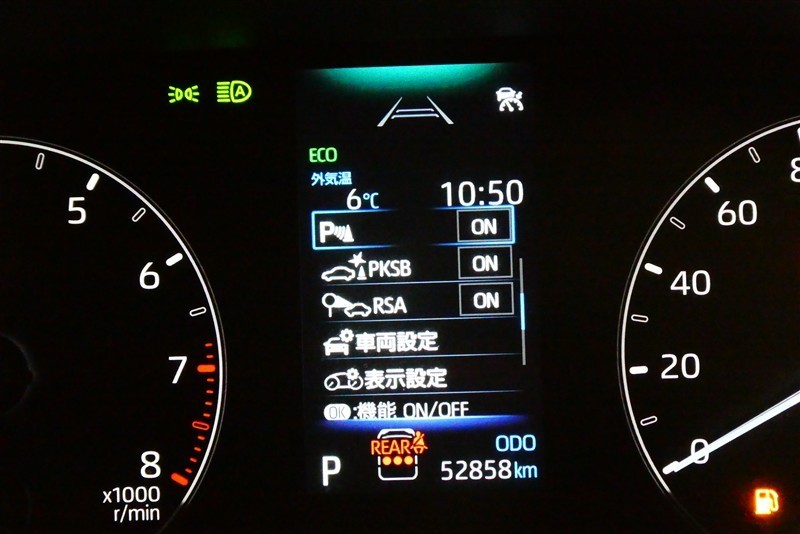 A
ECO
外気温
6℃ 10:50
P ON
PKSB ON
RSA ON
車両設定
表示設定
OK:機能 ON/OFF
REAR
P
ODO
52858km
5
6
7
8
x1000
r/min
8
60
40
20
0